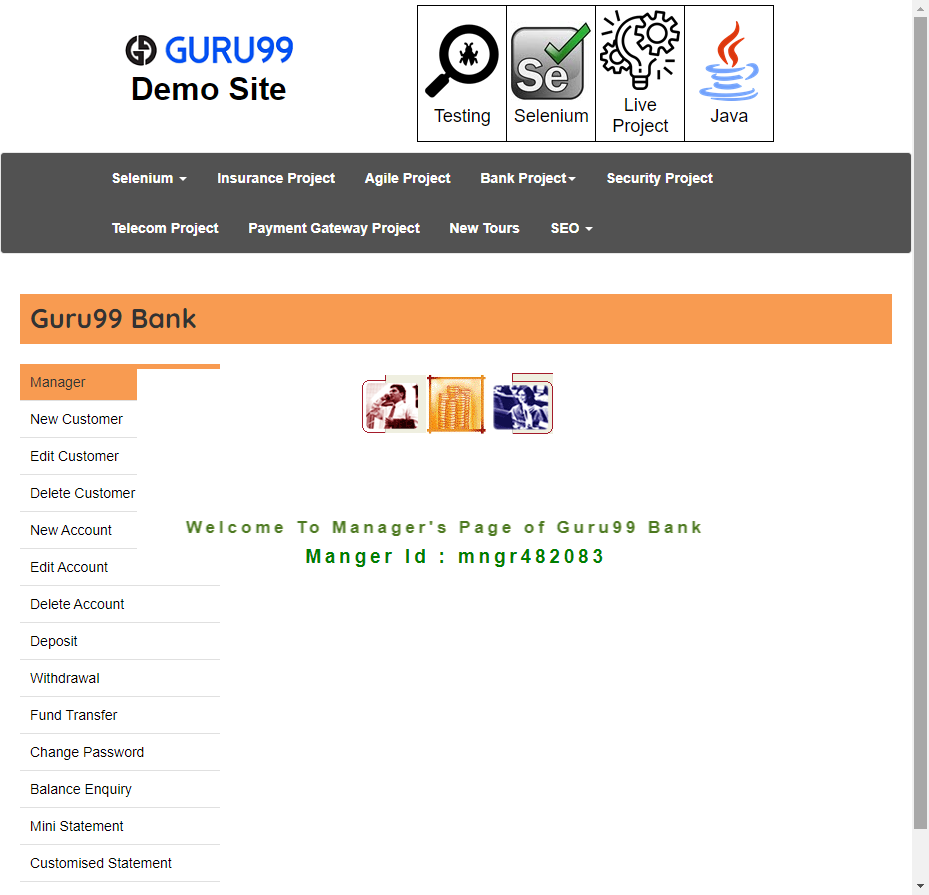 GURU99
Demo Site
Testing
Selenium
Live
Project
Java
Selenium
Insurance Project
Agile Project
Bank Project
Security Project
Telecom Project
Payment Gateway Project
New Tours
SEO
Guru99 Bank
Manager
New Customer
Edit Customer
Delete Customer
New Account
Edit Account
Delete Account
Deposit
Withdrawal
Fund Transfer
Change Password
Balance Enquiry
Mini Statement
Customised Statement
Welcome To Manager's Page of Guru99 Bank
Manger Id : mngr482083
Se